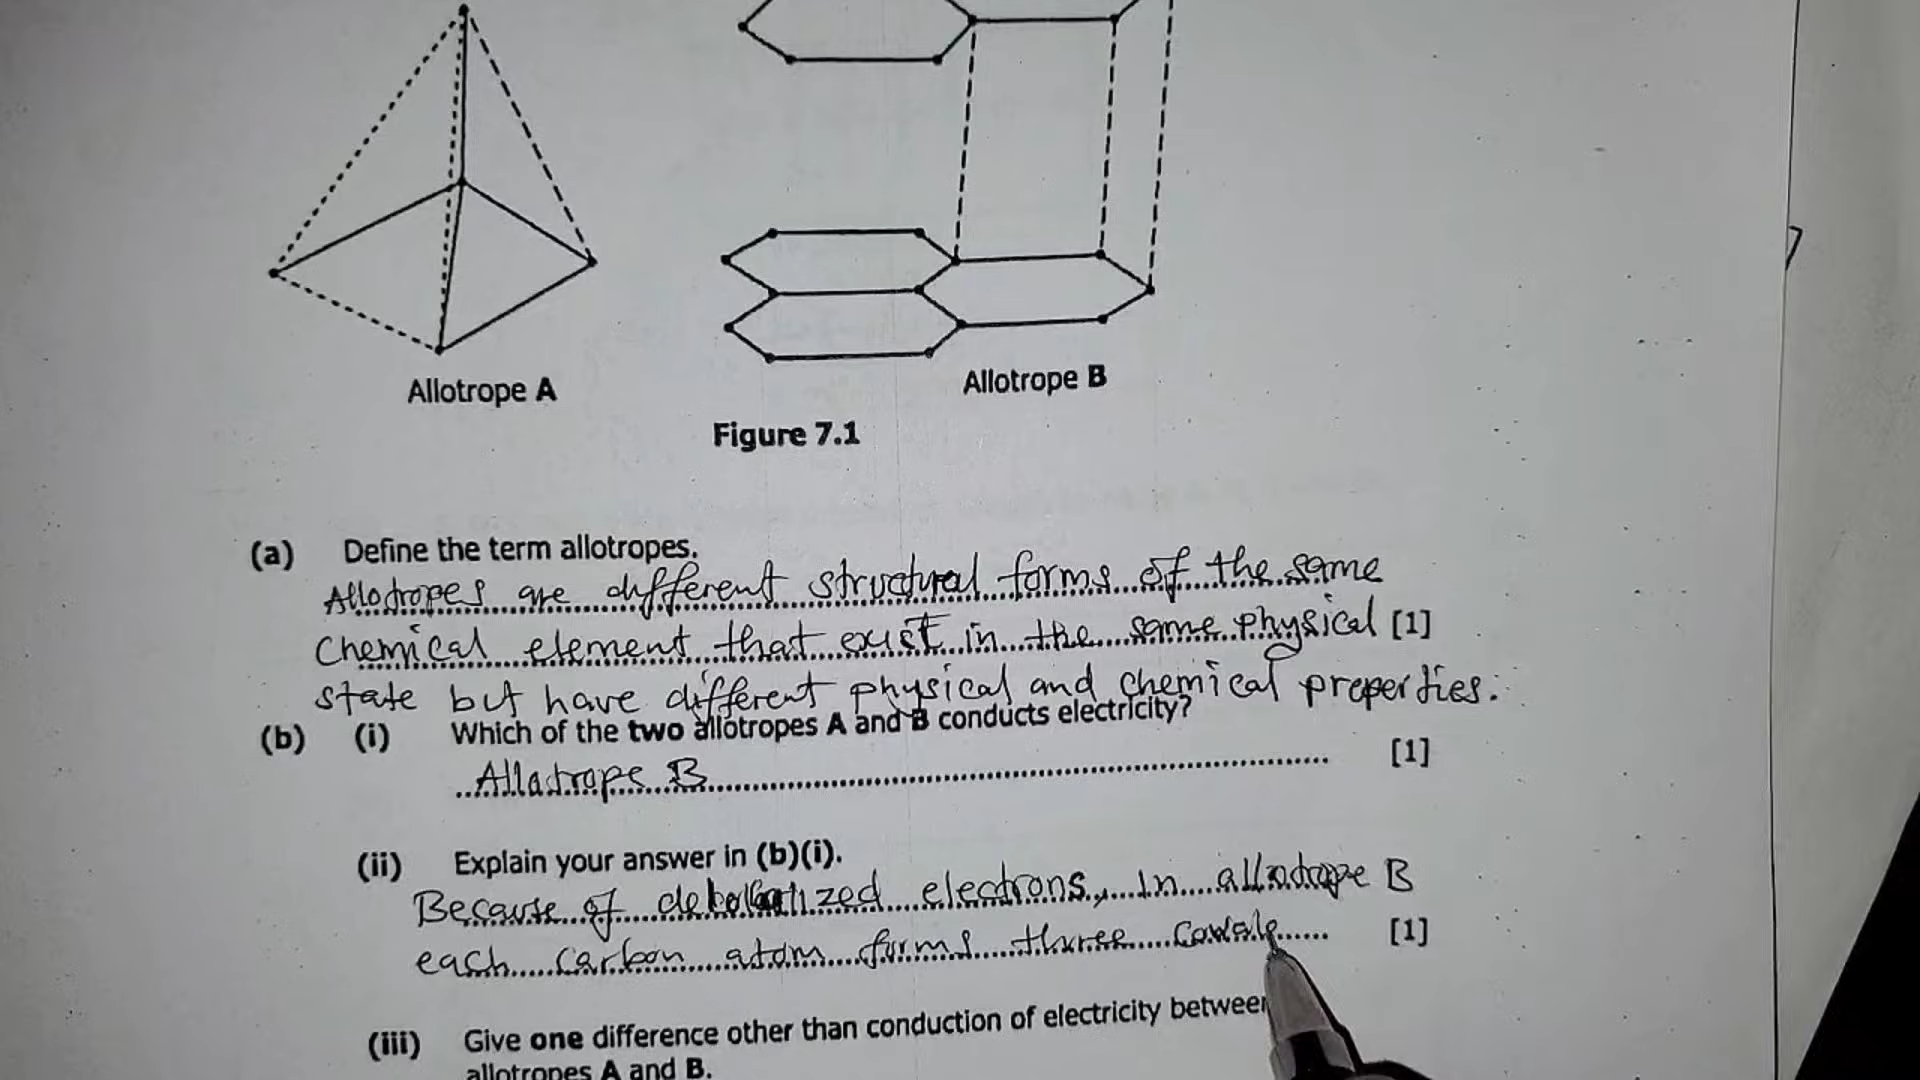 Allotrope A
Allotrope B
Figure 7.1
(a) Define the term allotropes.
Allotropes are different structural forms of the same
Chemical element that exist in the same physical [1]
state but have different physical and chemical properties.
(b) (i) Which of the two allotropes A and B conducts electricity?
Allotrope B [1]
(ii) Explain your answer in (b)(i).
Because of delocalized electrons, in allotrope B
each carbon atom forms three covale [1]
(iii) Give one difference other than conduction of electricity between
allotropes A and B.